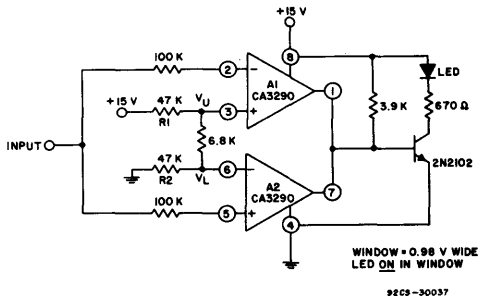 +15 V
8
100 K
2
−
A1
CA3290
1
LED
47 K
V_U
+15 V
R1
3
+
3.9 K
670 Ω
6.8 K
INPUT
47 K
R2
V_L
6
−
A2
CA3290
7
2N2102
100 K
5
+
4
WINDOW = 0.98 V WIDE
LED ON IN WINDOW
92CS-30037